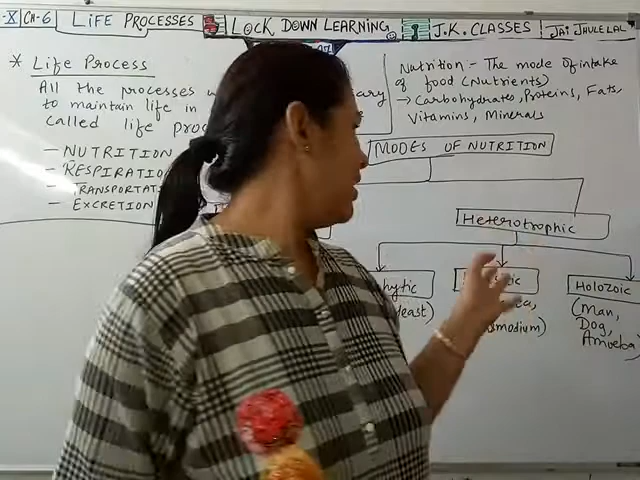 -X CH-6 LIFE PROCESSES LOCK DOWN LEARNING J.K. CLASSES JAI JHULELAL
* LIFE PROCESS
All the processes
to maintain life in
called life
- NUTRITION
- RESPIRATION
- TRANSPORTAT
- EXCRETION
Nutrition - The mode of intake
of food (Nutrients)
→ Carbohydrates, Proteins, Fats,
Vitamins, Minerals
MODES OF NUTRITION
Heterotrophic
Holozoic
(Man,
Dog,
Amoeba)